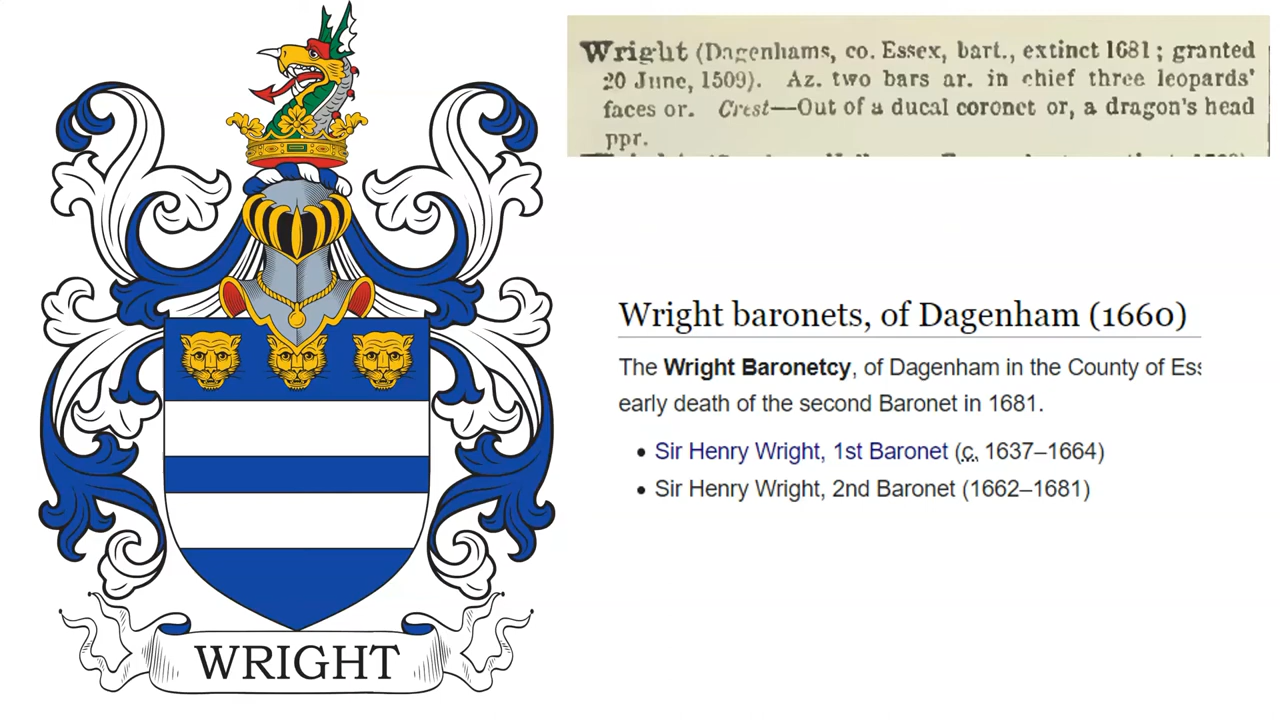 Wright (Dagenhams, co. Essex, bart., extinct 1681; granted
20 June, 1509). Az. two bars ar. in chief three leopards'
faces or. Crest—Out of a ducal coronet or, a dragon's head
ppr.
Wright baronets, of Dagenham (1660)
The Wright Baronetcy, of Dagenham in the County of Ess
early death of the second Baronet in 1681.
• Sir Henry Wright, 1st Baronet (c. 1637–1664)
• Sir Henry Wright, 2nd Baronet (1662–1681)
WRIGHT